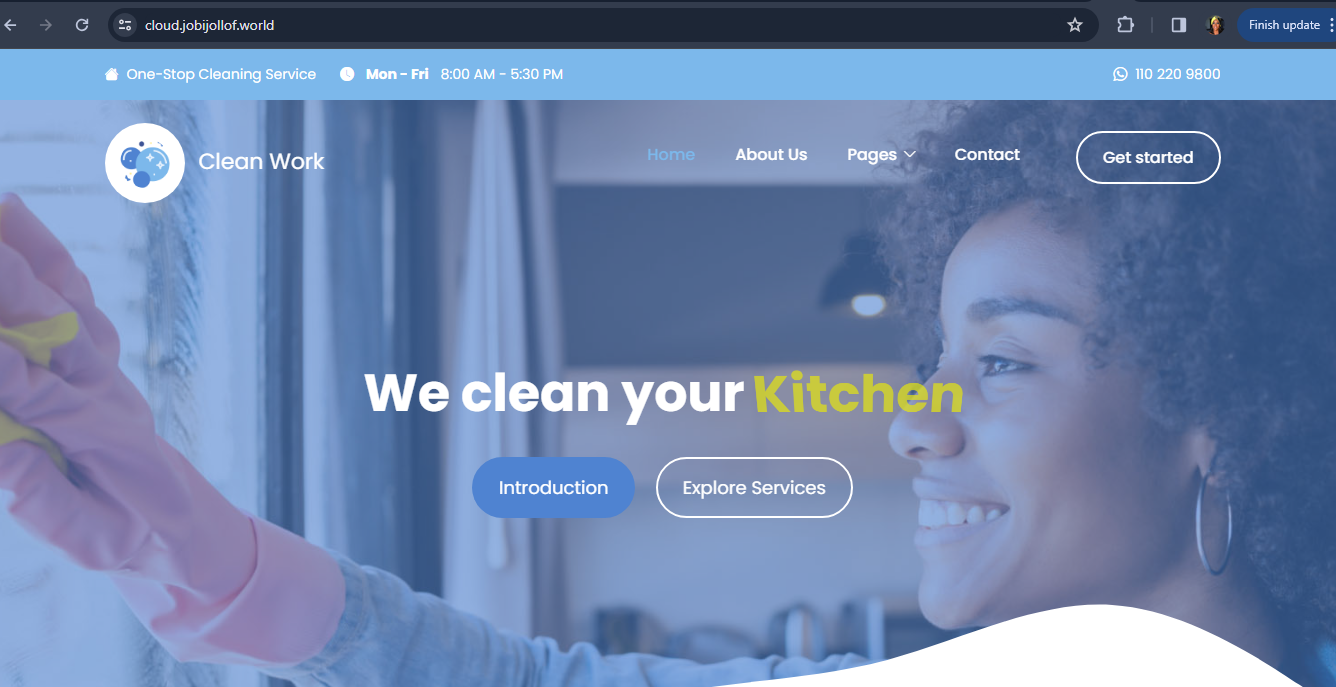 cloud.jobijollof.world
Finish update
One-Stop Cleaning Service Mon - Fri 8:00 AM - 5:30 PM 110 220 9800
Clean Work Home About Us Pages Contact Get started
We clean your Kitchen
Introduction Explore Services